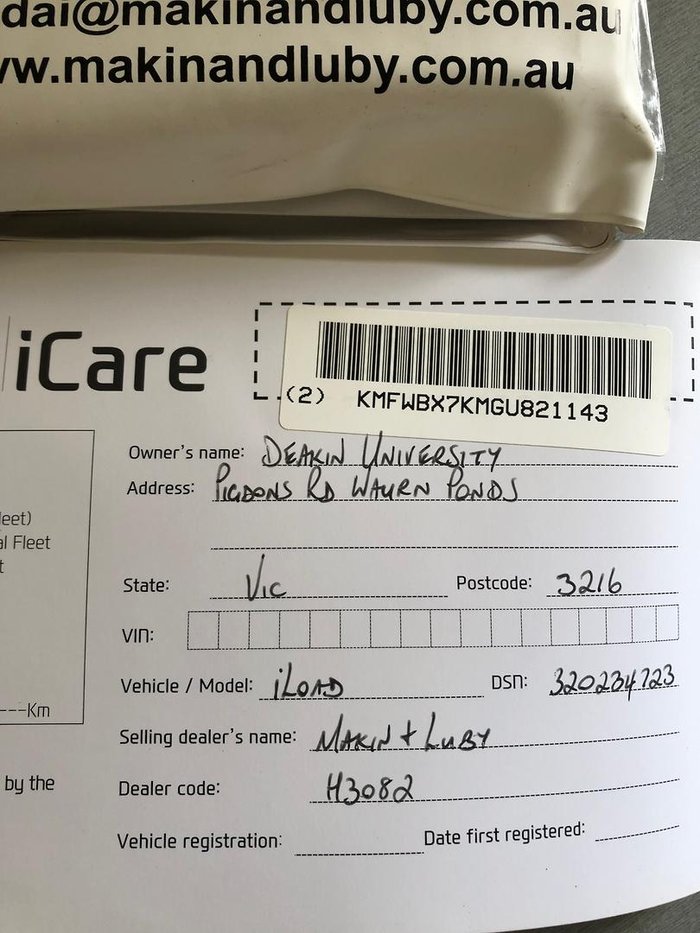 dai@makinandluby.com.au
w.makinandluby.com.au
iCare
(2) KMFWBX7KMGU821143
Owner's name: DEAKIN UNIVERSITY
Address: PIGDONS RD WAURN PONDS
leet)
al Fleet
t
State: VIC Postcode: 3216
VIN:
Vehicle / Model: iLOAD DSN: 320234723
---Km
Selling dealer's name: MAKIN + LUBY
by the
Dealer code: H3082
Vehicle registration: Date first registered: